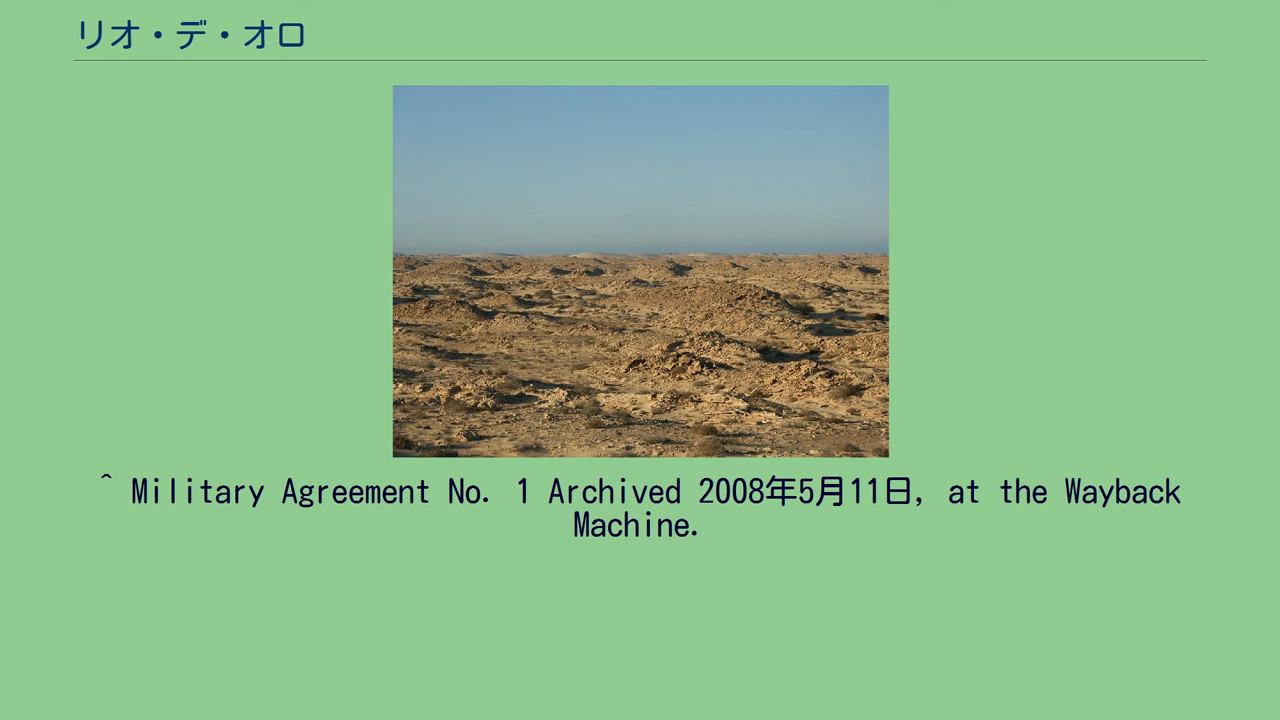 リオ・デ・オロ
^ Military Agreement No. 1 Archived 2008年5月11日, at the Wayback
Machine.